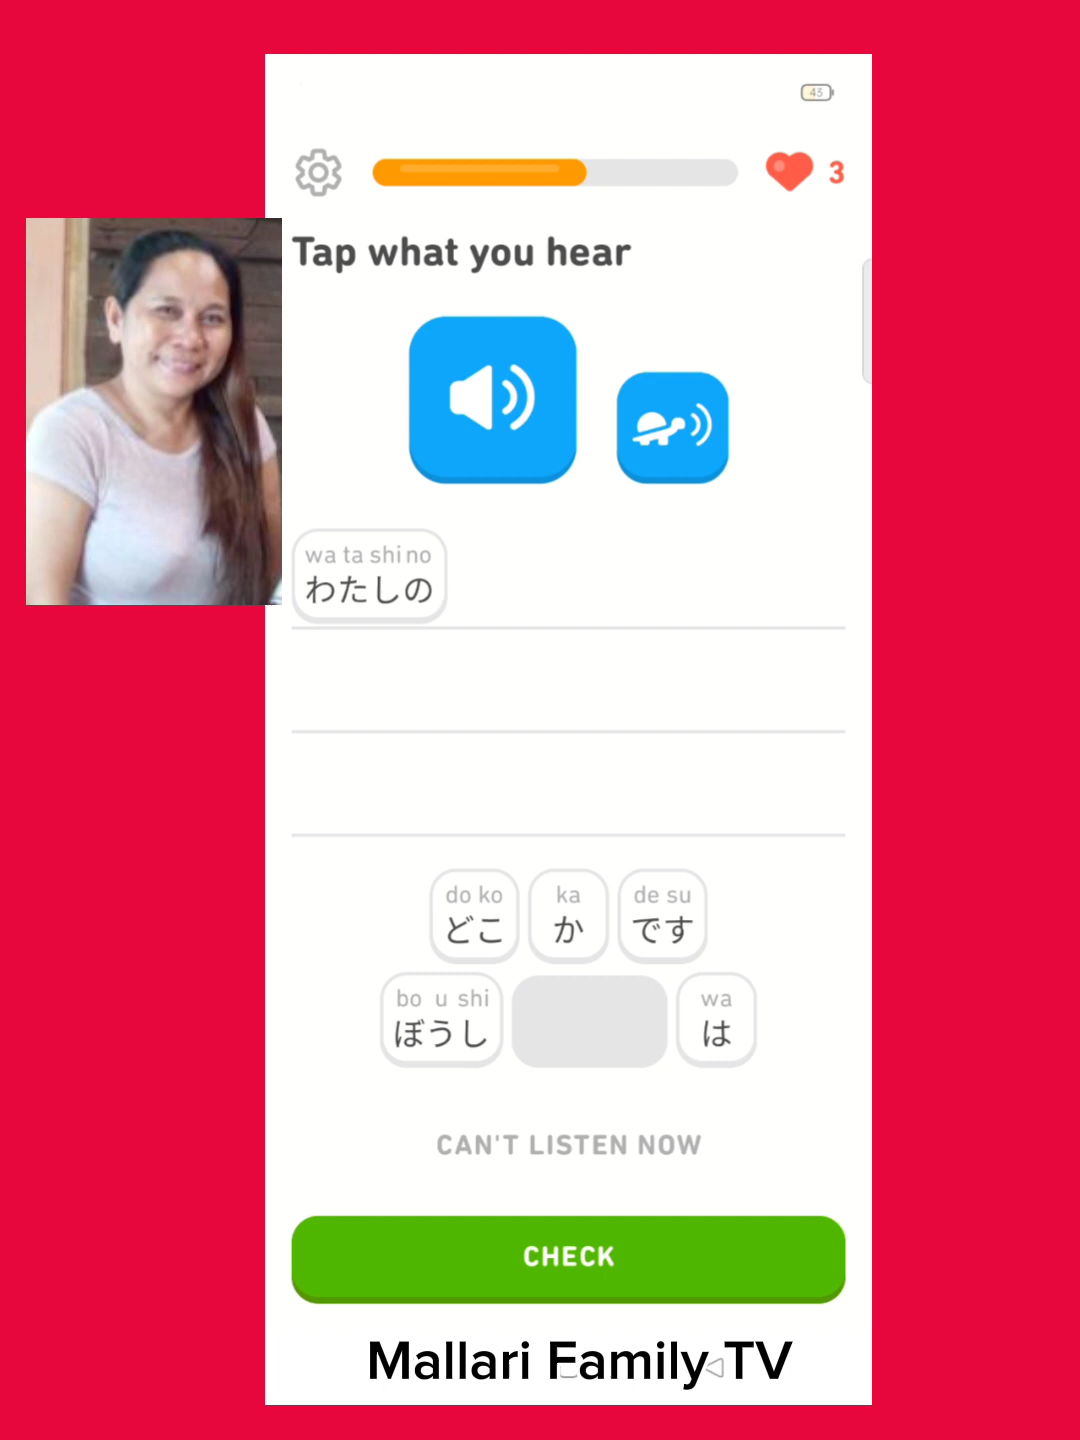 43
3
Tap what you hear
wa ta shi no
わたしの
do ko ka de su
どこ か です
bo u shi wa
ぼうし は
CAN'T LISTEN NOW
CHECK
Mallari Family TV